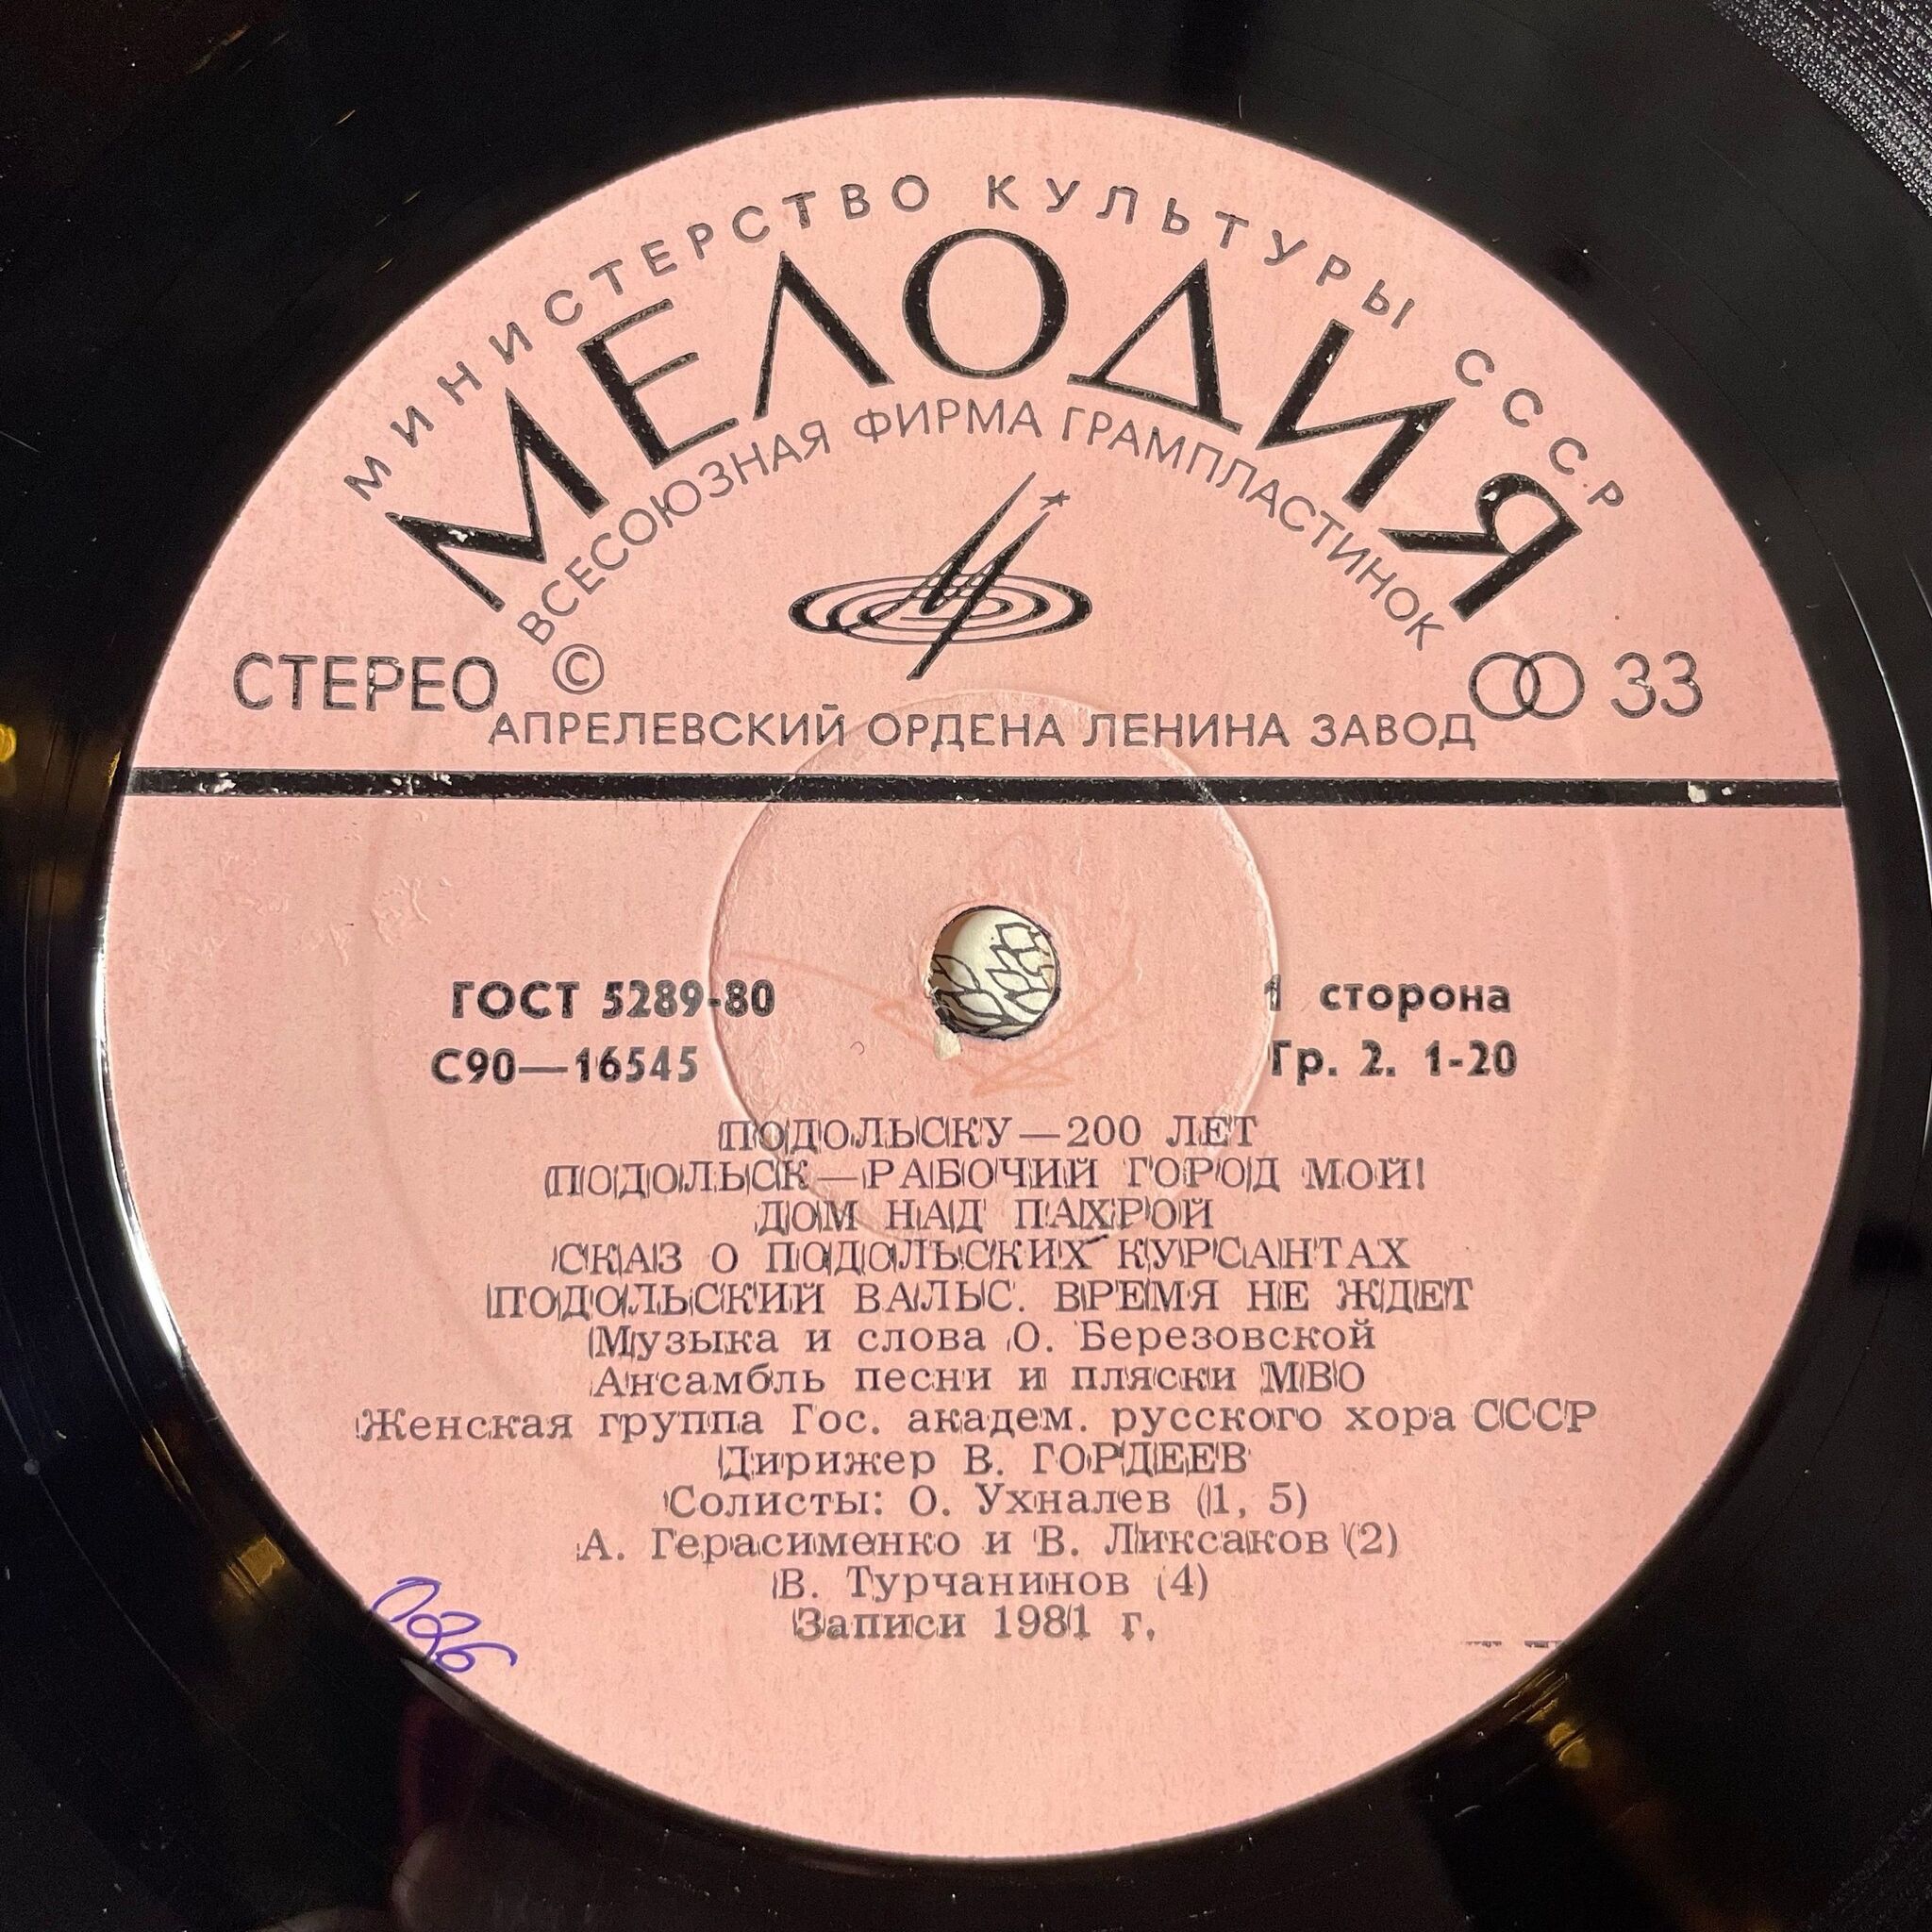 МИНИСТЕРСТВО КУЛЬТУРЫ СССР
МЕЛОДИЯ
ВСЕСОЮЗНАЯ ФИРМА ГРАМПЛАСТИНОК
СТЕРЕО © 33
АПРЕЛЕВСКИЙ ОРДЕНА ЛЕНИНА ЗАВОД
ГОСТ 5289-80 1 сторона
С90—16545 Гр. 2. 1-20
ПОДОЛЬСКУ—200 ЛЕТ
ПОДОЛЬСК—РАБОЧИЙ ГОРОД МОЙ!
ДОМ НАД ПАХРОЙ
СКАЗ О ПОДОЛЬСКИХ КУРСАНТАХ
ПОДОЛЬСКИЙ ВАЛЬС. ВРЕМЯ НЕ ЖДЕТ
Музыка и слова О. Березовской
Ансамбль песни и пляски МВО
Женская группа Гос. академ. русского хора СССР
Дирижер В. ГОРДЕЕВ
Солисты: О. Ухналев (1, 5)
А. Герасименко и В. Ликсаков (2)
В. Турчанинов (4)
Записи 1981 г.